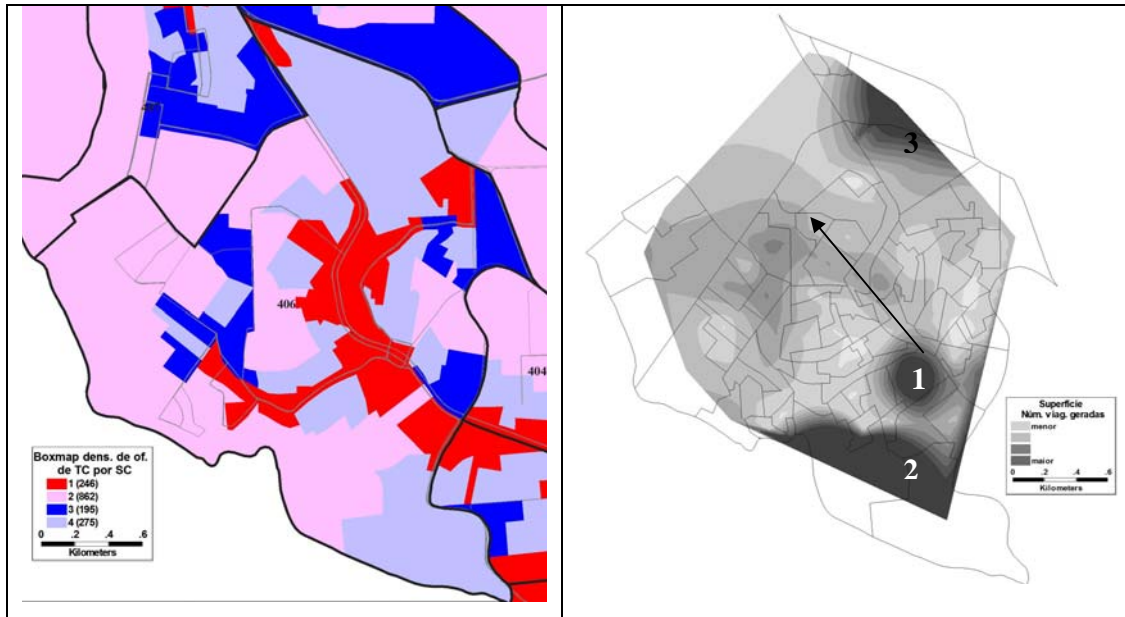 406
404
Boxmap dens. de of.
de TC por SC
1 (246)
2 (862)
3 (195)
4 (275)
0 .2 .4 .6
Kilometers
3
1
2
Superfície
Núm. viag. geradas
menor
maior
0 .2 .4 .6
Kilometers